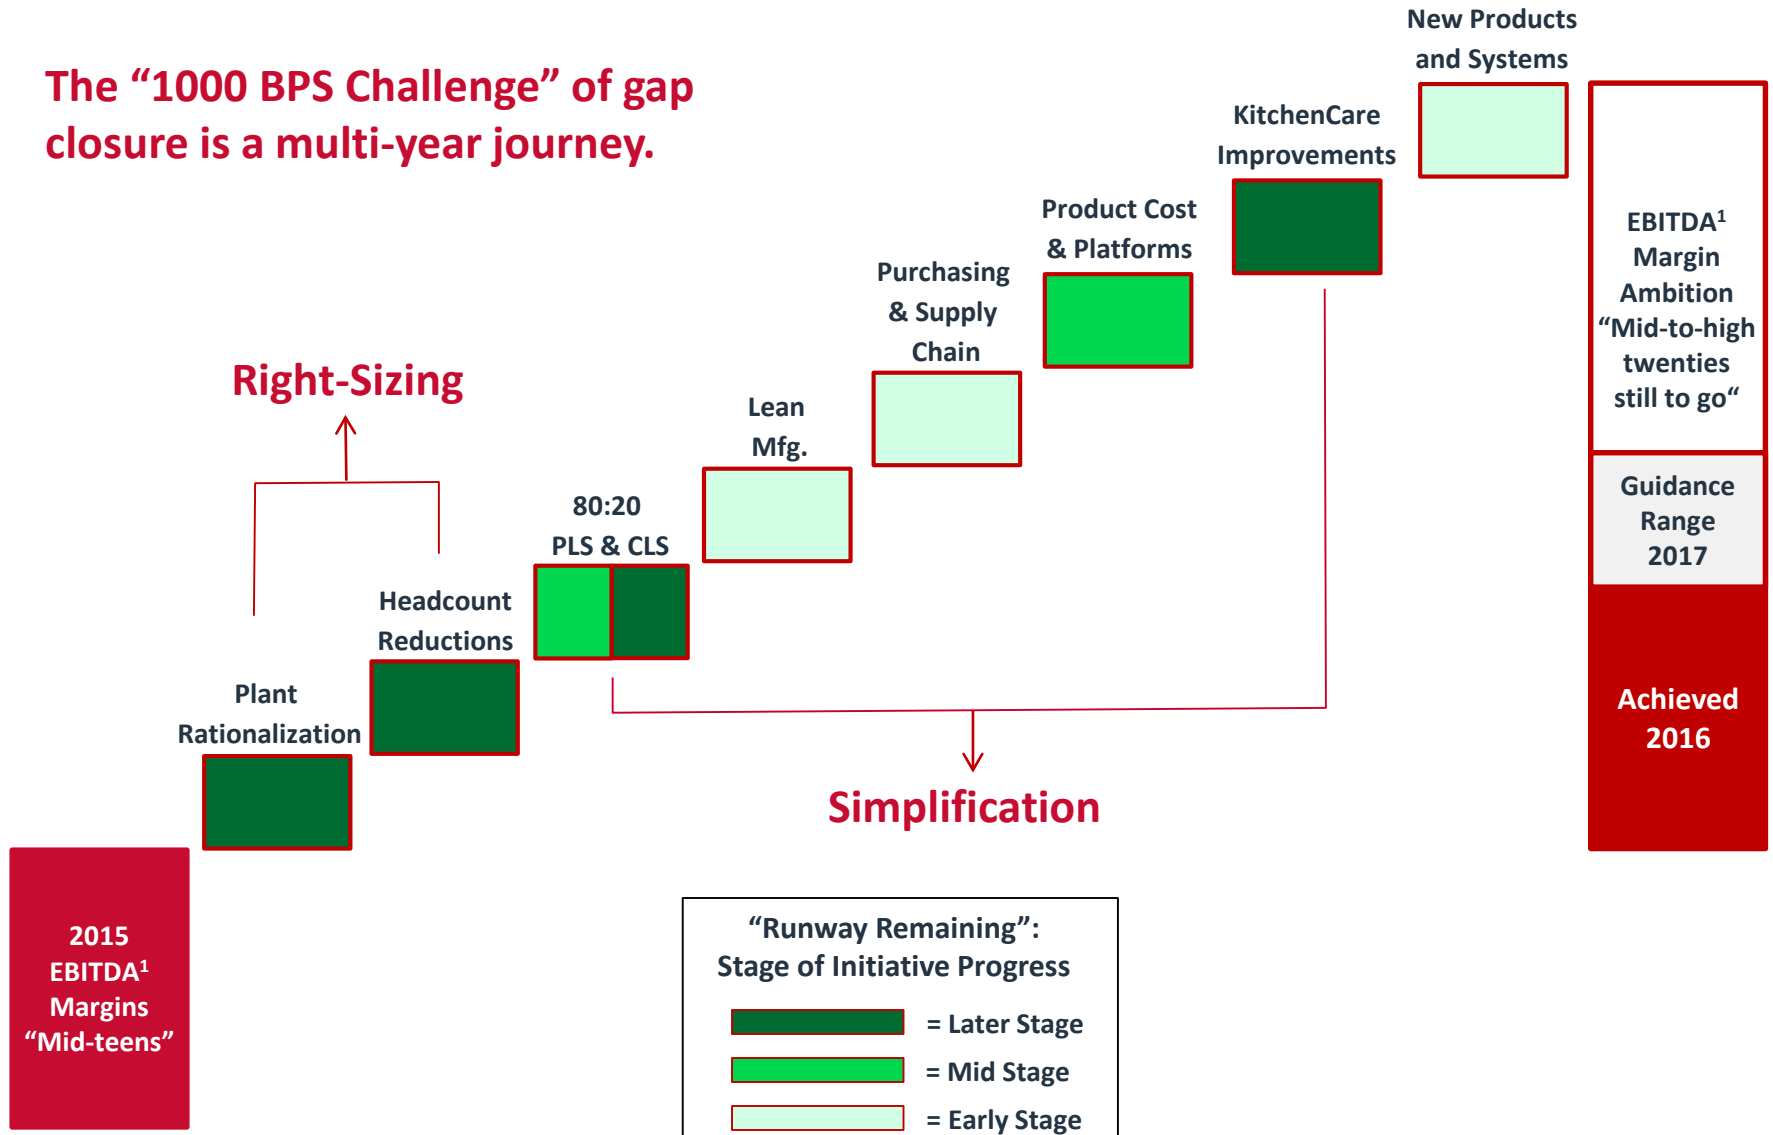 The “1000 BPS Challenge” of gap
closure is a multi-year journey.
New Products
and Systems
KitchenCare
Improvements
Product Cost
& Platforms
Purchasing
& Supply
Chain
Lean
Mfg.
80:20
PLS & CLS
Headcount
Reductions
Plant
Rationalization
Right-Sizing
Simplification
2015
EBITDA¹
Margins
“Mid-teens”
EBITDA¹
Margin
Ambition
“Mid-to-high
twenties
still to go“
Guidance
Range
2017
Achieved
2016
“Runway Remaining”:
Stage of Initiative Progress
= Later Stage
= Mid Stage
= Early Stage